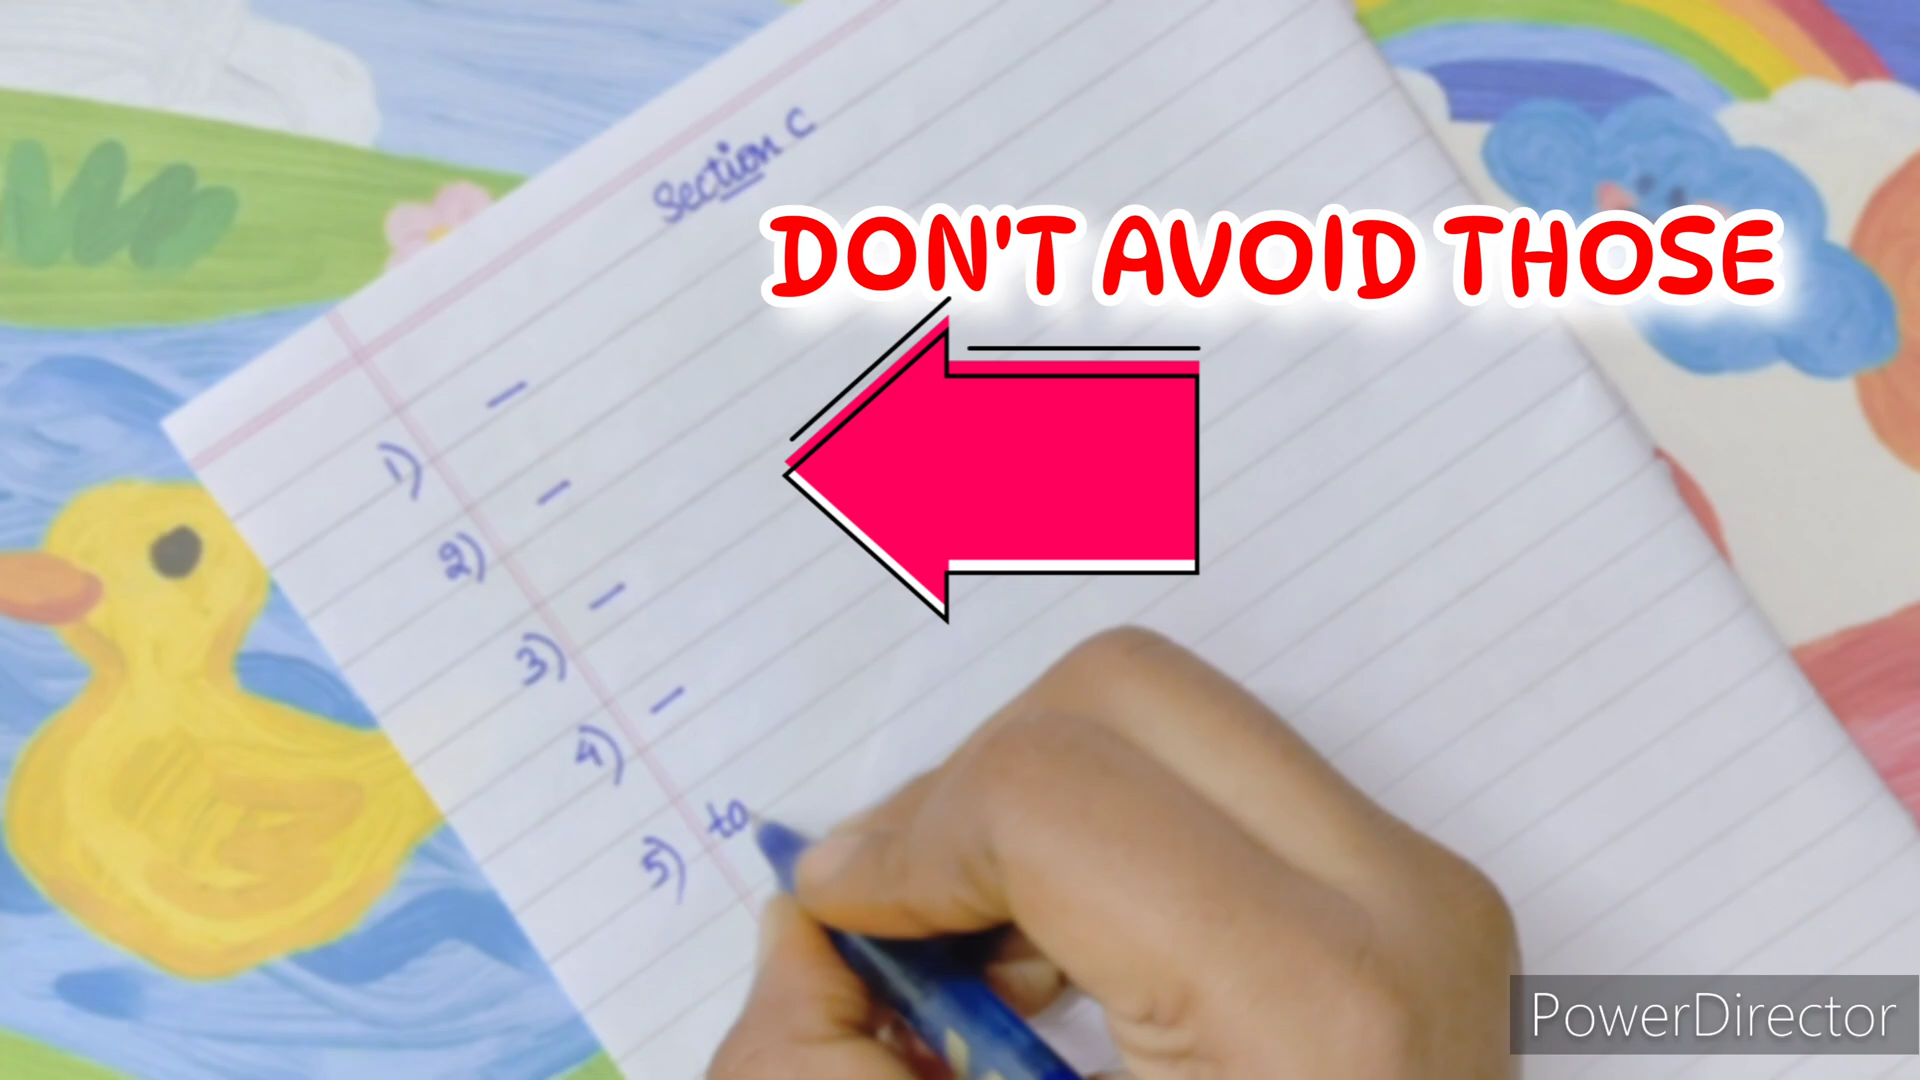 Section C
DON'T AVOID THOSE
1) –
2) –
3) –
4) –
5) to
PowerDirector